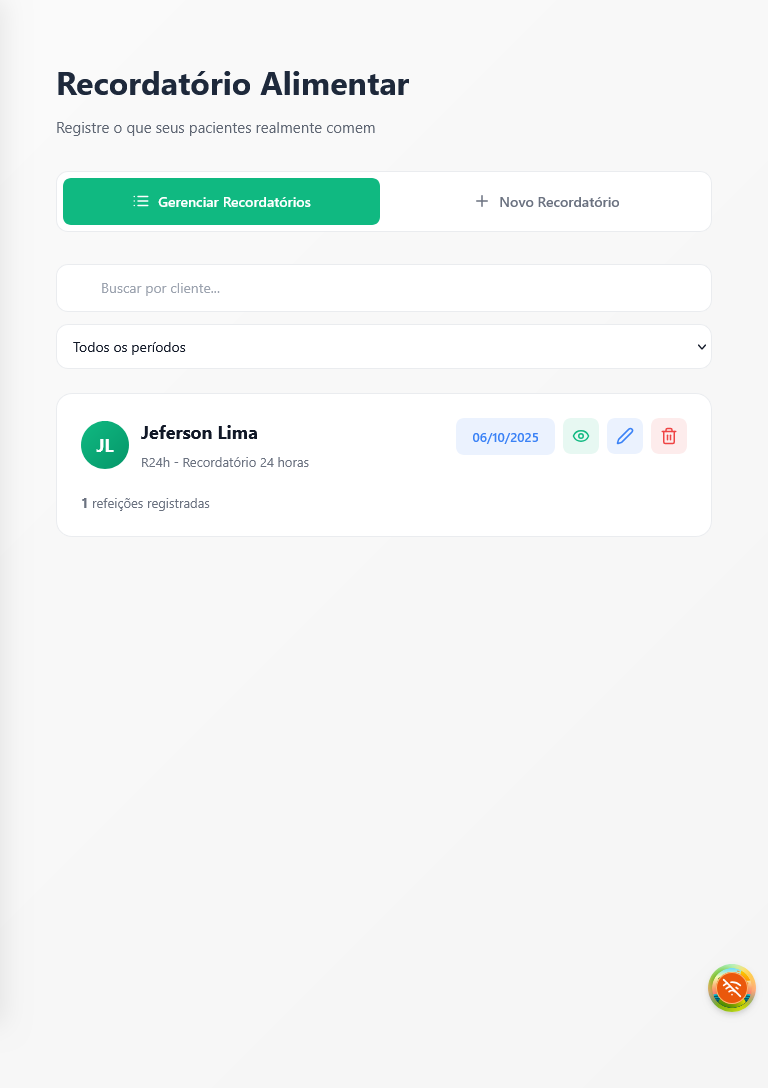 Recordatório Alimentar
Registre o que seus pacientes realmente comem
Gerenciar Recordatórios
Novo Recordatório
Buscar por cliente...
Todos os períodos
JL
Jeferson Lima
06/10/2025
R24h - Recordatório 24 horas
1 refeições registradas